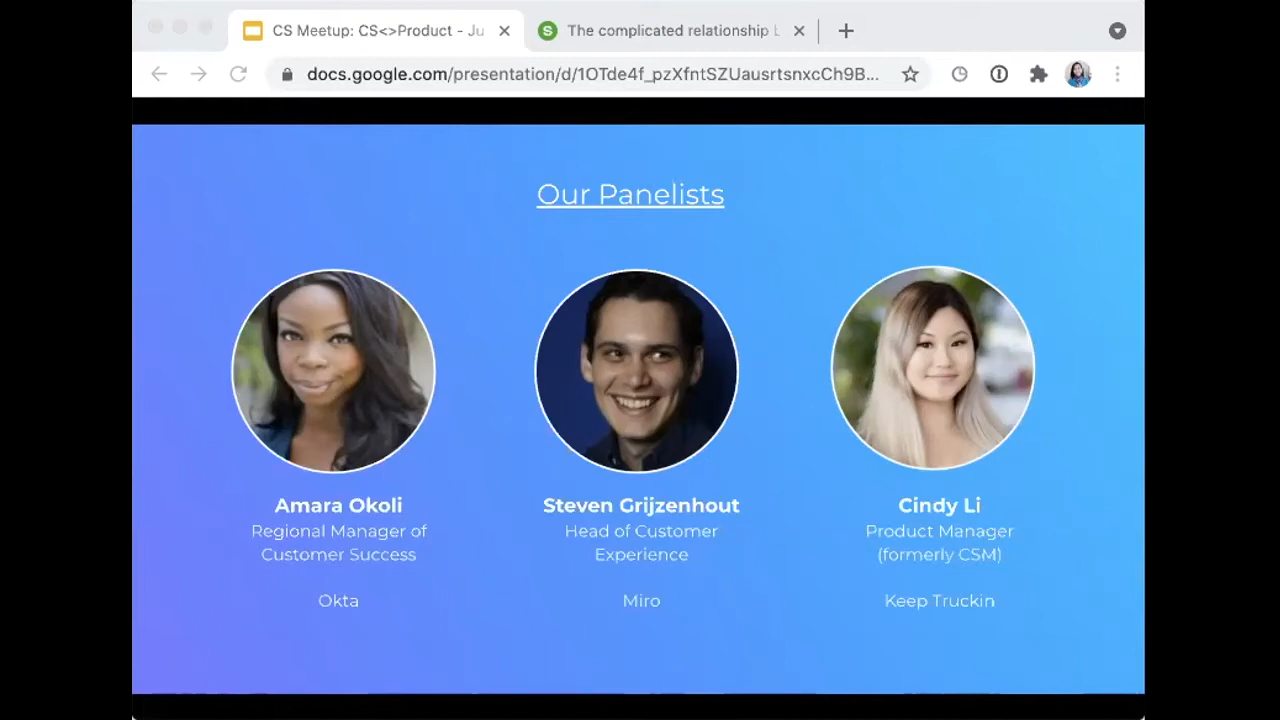 CS Meetup: CS<>Product - Ju
S
The complicated relationship
docs.google.com/presentation/d/1OTde4f_pzXfntSZUausrtsnxcCh9B...
Our Panelists
Amara Okoli
Steven Grijzenhout
Cindy Li
Regional Manager of
Customer Success
Head of Customer
Experience
Product Manager
(formerly CSM)
Okta
Miro
Keep Truckin